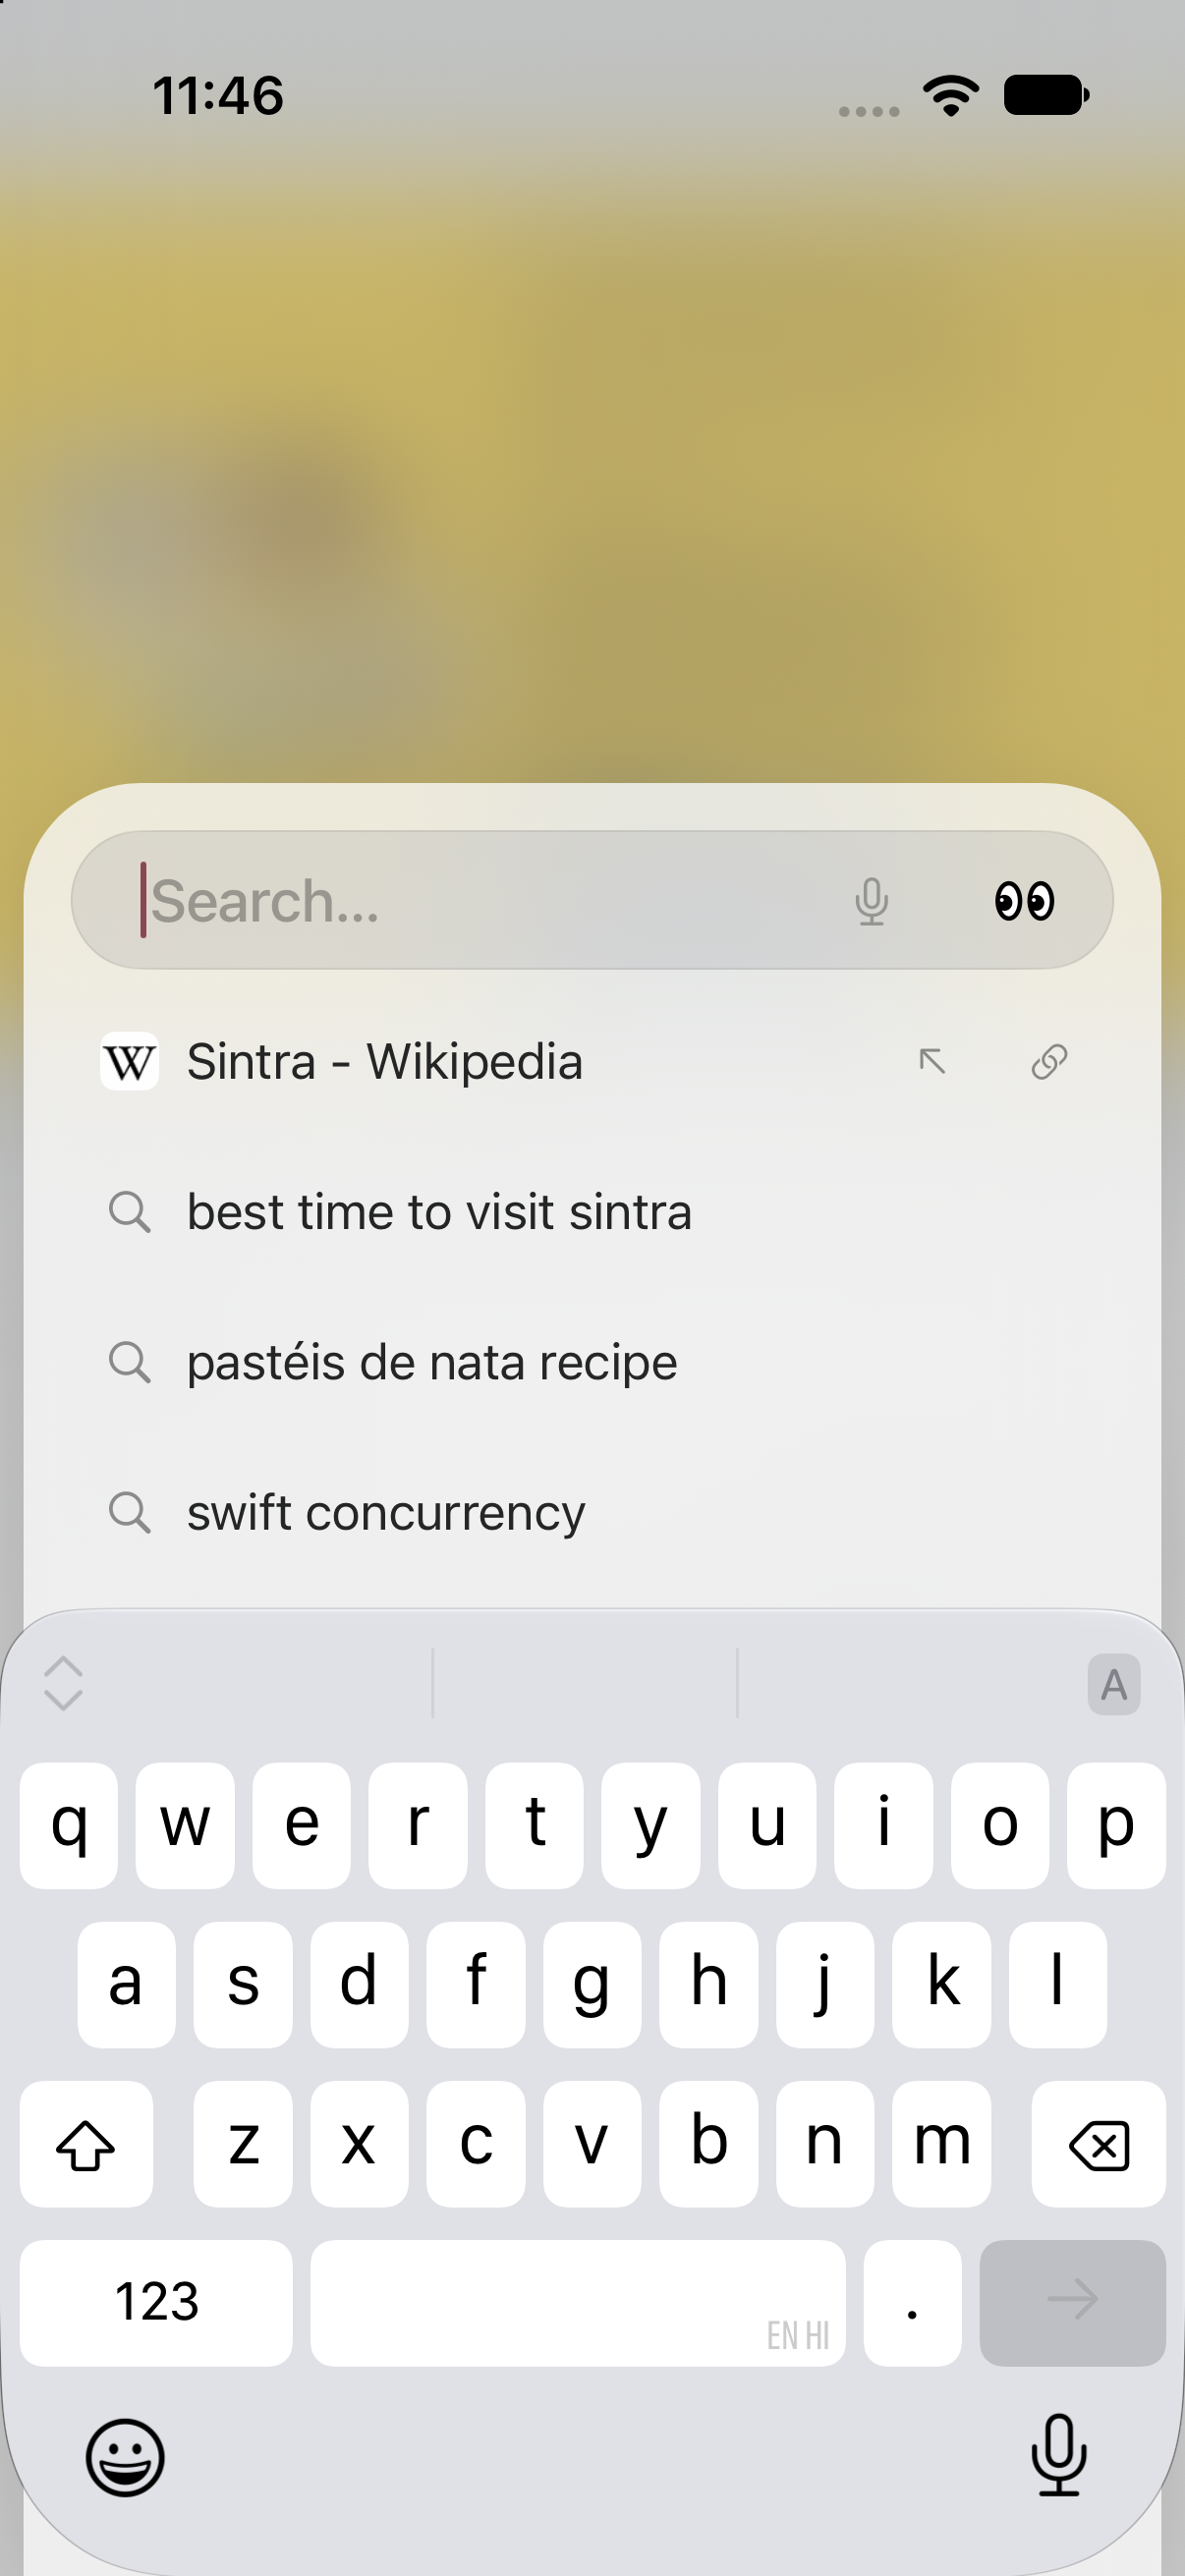 11:46
Search...
W Sintra - Wikipedia
best time to visit sintra
pastéis de nata recipe
swift concurrency
A
q w e r t y u i o p
a s d f g h j k l
z x c v b n m
123 EN HI .